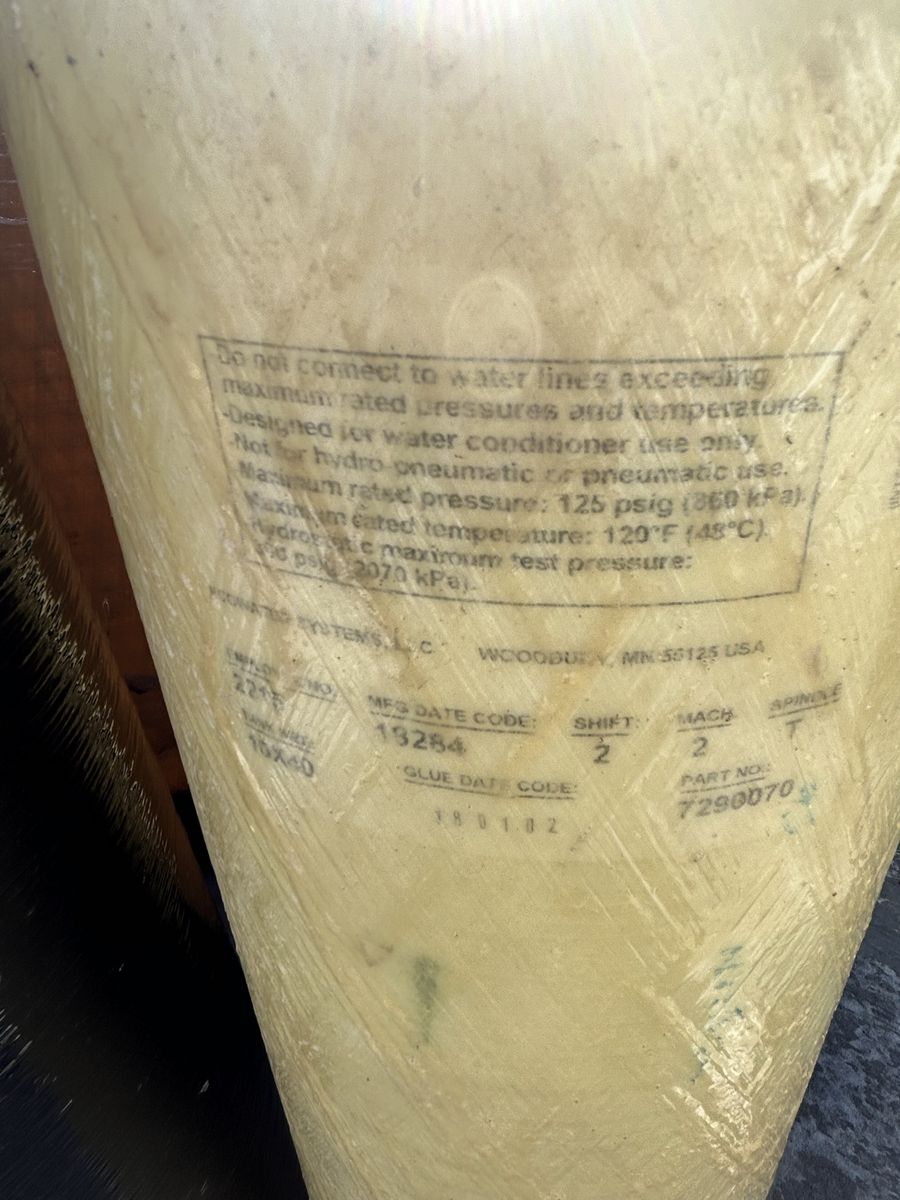 Do not connect to water lines exceeding
maximum rated pressures and temperatures.
-Designed for water conditioner use only.
-Not for hydro-pneumatic or pneumatic use.
Maximum rated pressure: 125 psig (860 kPa).
Maximum rated temperature: 120°F (48°C).
Hydrostatic maximum test pressure:
psig (2070 kPa).
SYSTEMS, LLC WOODBURY, MN 55125 USA
NO.
MFG DATE CODE: SHIFT: MACH SPINDLE
2 2 T
10X40
GLUE DATE CODE: PART NO.:
180102